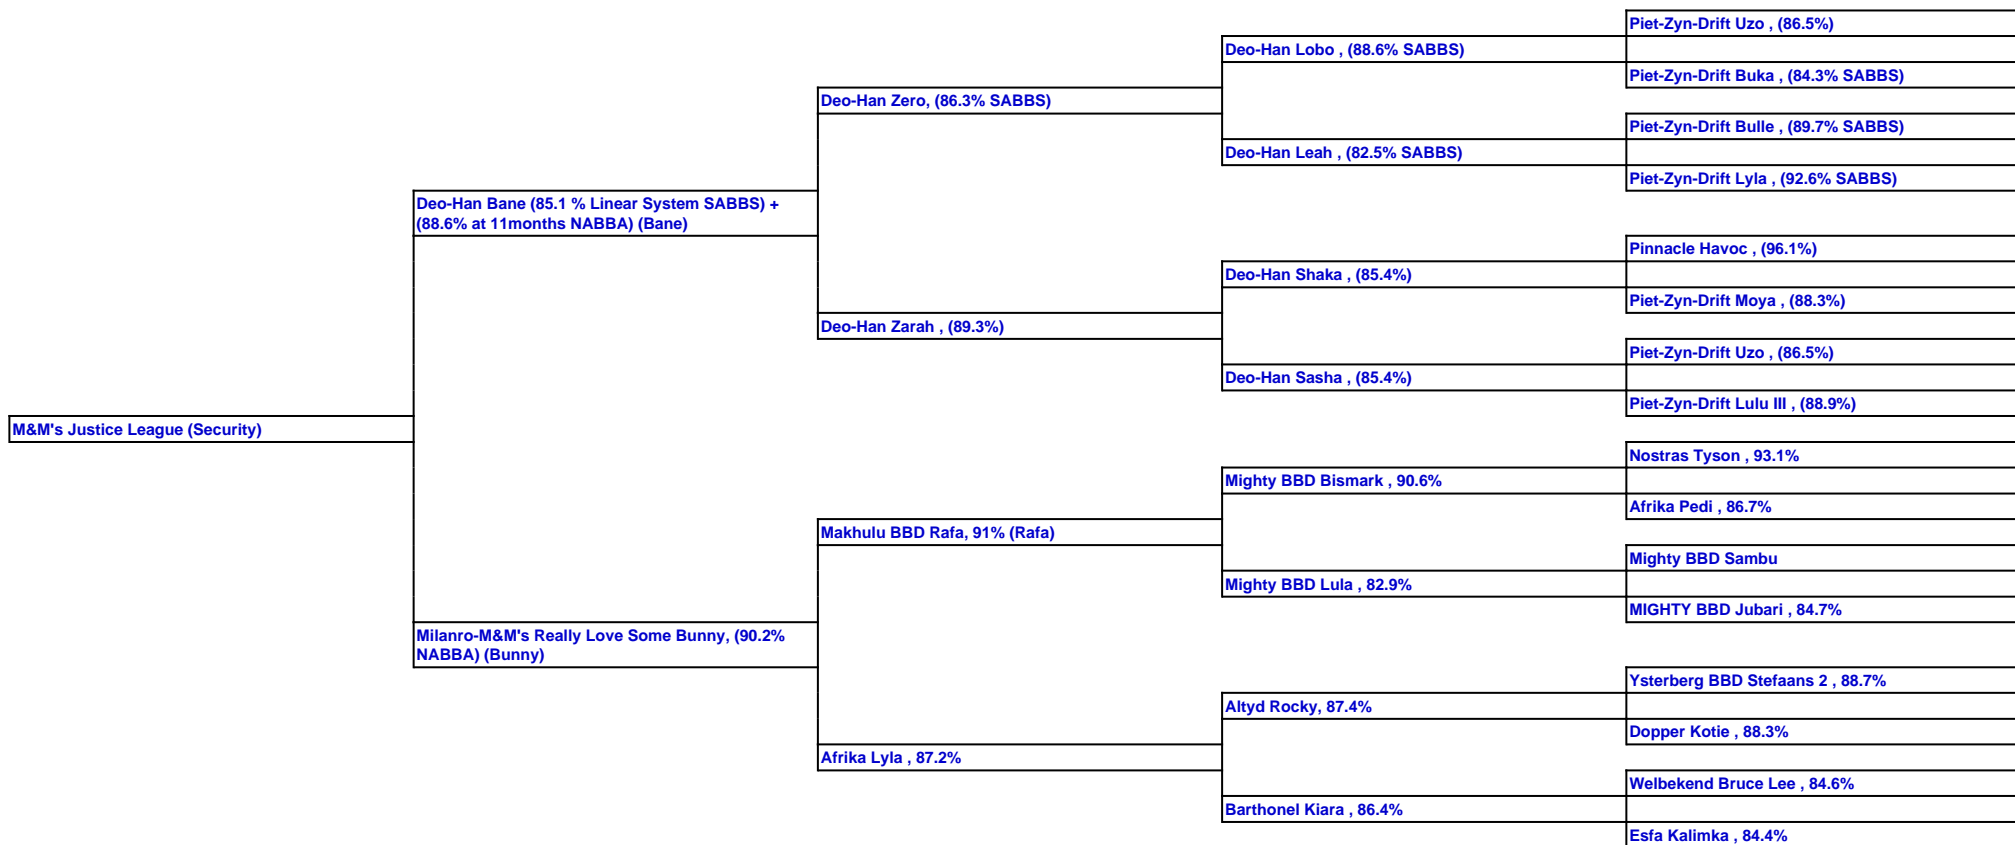 Piet-Zyn-Drift Uzo , (86.5%)
Deo-Han Lobo , (88.6% SABBS)
Piet-Zyn-Drift Buka , (84.3% SABBS)
Deo-Han Zero, (86.3% SABBS)
Piet-Zyn-Drift Bulle , (89.7% SABBS)
Deo-Han Leah , (82.5% SABBS)
Piet-Zyn-Drift Lyla , (92.6% SABBS)
Deo-Han Bane (85.1 % Linear System SABBS) +
(88.6% at 11months NABBA) (Bane)
Pinnacle Havoc , (96.1%)
Deo-Han Shaka , (85.4%)
Piet-Zyn-Drift Moya , (88.3%)
Deo-Han Zarah , (89.3%)
Piet-Zyn-Drift Uzo , (86.5%)
Deo-Han Sasha , (85.4%)
Piet-Zyn-Drift Lulu III , (88.9%)
M&M's Justice League (Security)
Nostras Tyson , 93.1%
Mighty BBD Bismark , 90.6%
Afrika Pedi , 86.7%
Makhulu BBD Rafa, 91% (Rafa)
Mighty BBD Sambu
Mighty BBD Lula , 82.9%
MIGHTY BBD Jubari , 84.7%
Milanro-M&M's Really Love Some Bunny, (90.2%
NABBA) (Bunny)
Ysterberg BBD Stefaans 2 , 88.7%
Altyd Rocky, 87.4%
Dopper Kotie , 88.3%
Afrika Lyla , 87.2%
Welbekend Bruce Lee , 84.6%
Barthonel Kiara , 86.4%
Esfa Kalimka , 84.4%